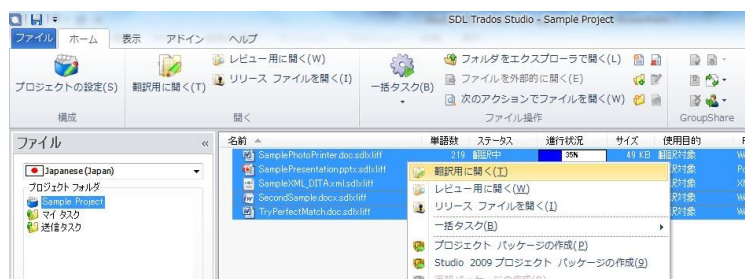 SDL Trados Studio - Sample Project
ファイル ホーム 表示 アドイン ヘルプ
プロジェクトの設定(S)
翻訳用に開く(T)
レビュー用に開く(W)
リリース ファイルを開く(I)
一括タスク(B)
フォルダをエクスプローラで開く(L)
ファイルを外部的に開く(E)
次のアクションでファイルを開く(W)
構成 開く ファイル操作 GroupShare
ファイル «
Japanese (Japan)
プロジェクト フォルダ
Sample Project
マイ タスク
送信タスク
名前 単語数 ステータス 進行状況 サイズ 使用目的
SamplePhotoPrinter.doc.sdlxliff 219 翻訳中 35% 49 KB 翻訳対象
SamplePresentation.pptx.sdlxliff
SampleXML_DITA.xml.sdlxliff
SecondSample.docx.sdlxliff
TryPerfectMatch.doc.sdlxliff
翻訳用に開く(T)
レビュー用に開く(W)
リリース ファイルを開く(I)
一括タスク(B)
プロジェクト パッケージの作成(P)
Studio 2009 プロジェクト パッケージの作成(9)